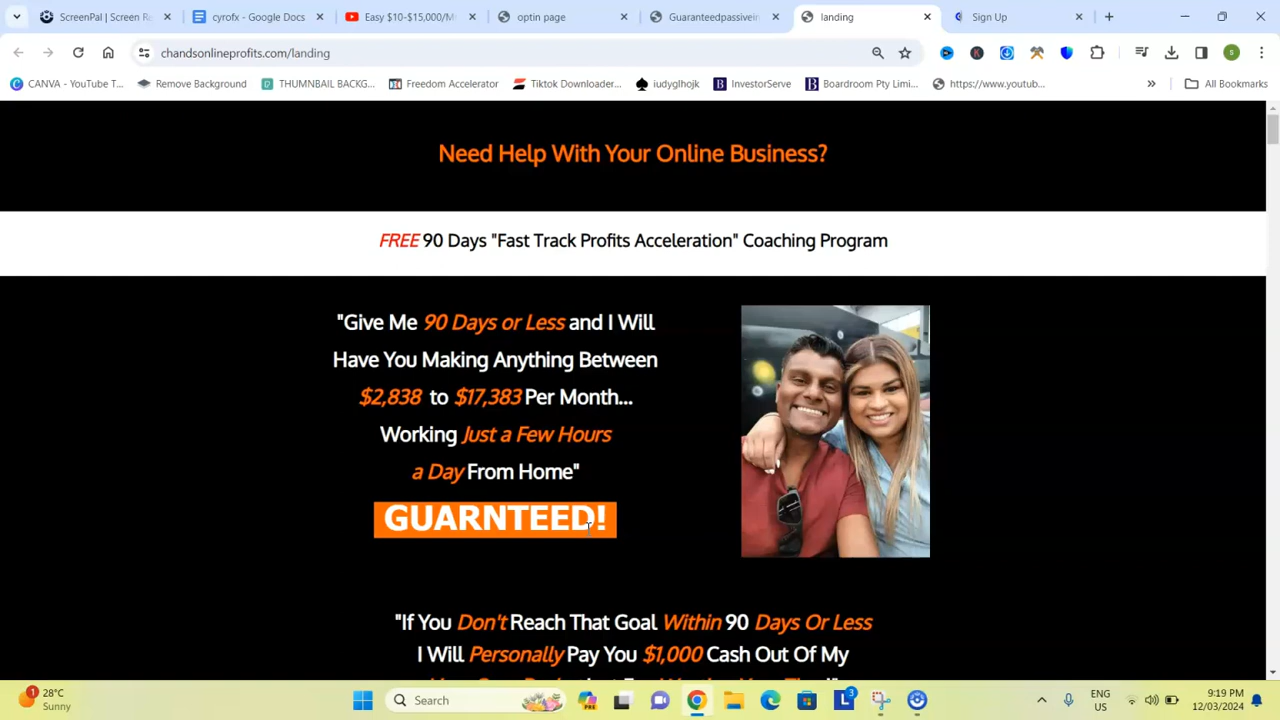 ScreenPal | Screen R
cyrofx - Google Docs
Easy $10-$15,000/M
optin page
Guaranteedpassivein
landing
Sign Up
chandsonlineprofits.com/landing
CANVA - YouTube T...
Remove Background
THUMNBAIL BACKG...
Freedom Accelerator
Tiktok Downloader...
iudyglhojk
InvestorServe
Boardroom Pty Limi...
https://www.youtub...
All Bookmarks
Need Help With Your Online Business?
FREE 90 Days "Fast Track Profits Acceleration" Coaching Program
"Give Me 90 Days or Less and I Will
Have You Making Anything Between
$2,838 to $17,383 Per Month...
Working Just a Few Hours
a Day From Home"
GUARNTEED!
"If You Don't Reach That Goal Within 90 Days Or Less
I Will Personally Pay You $1,000 Cash Out Of My
28°C
Sunny
Search
ENG
US
9:19 PM
12/03/2024